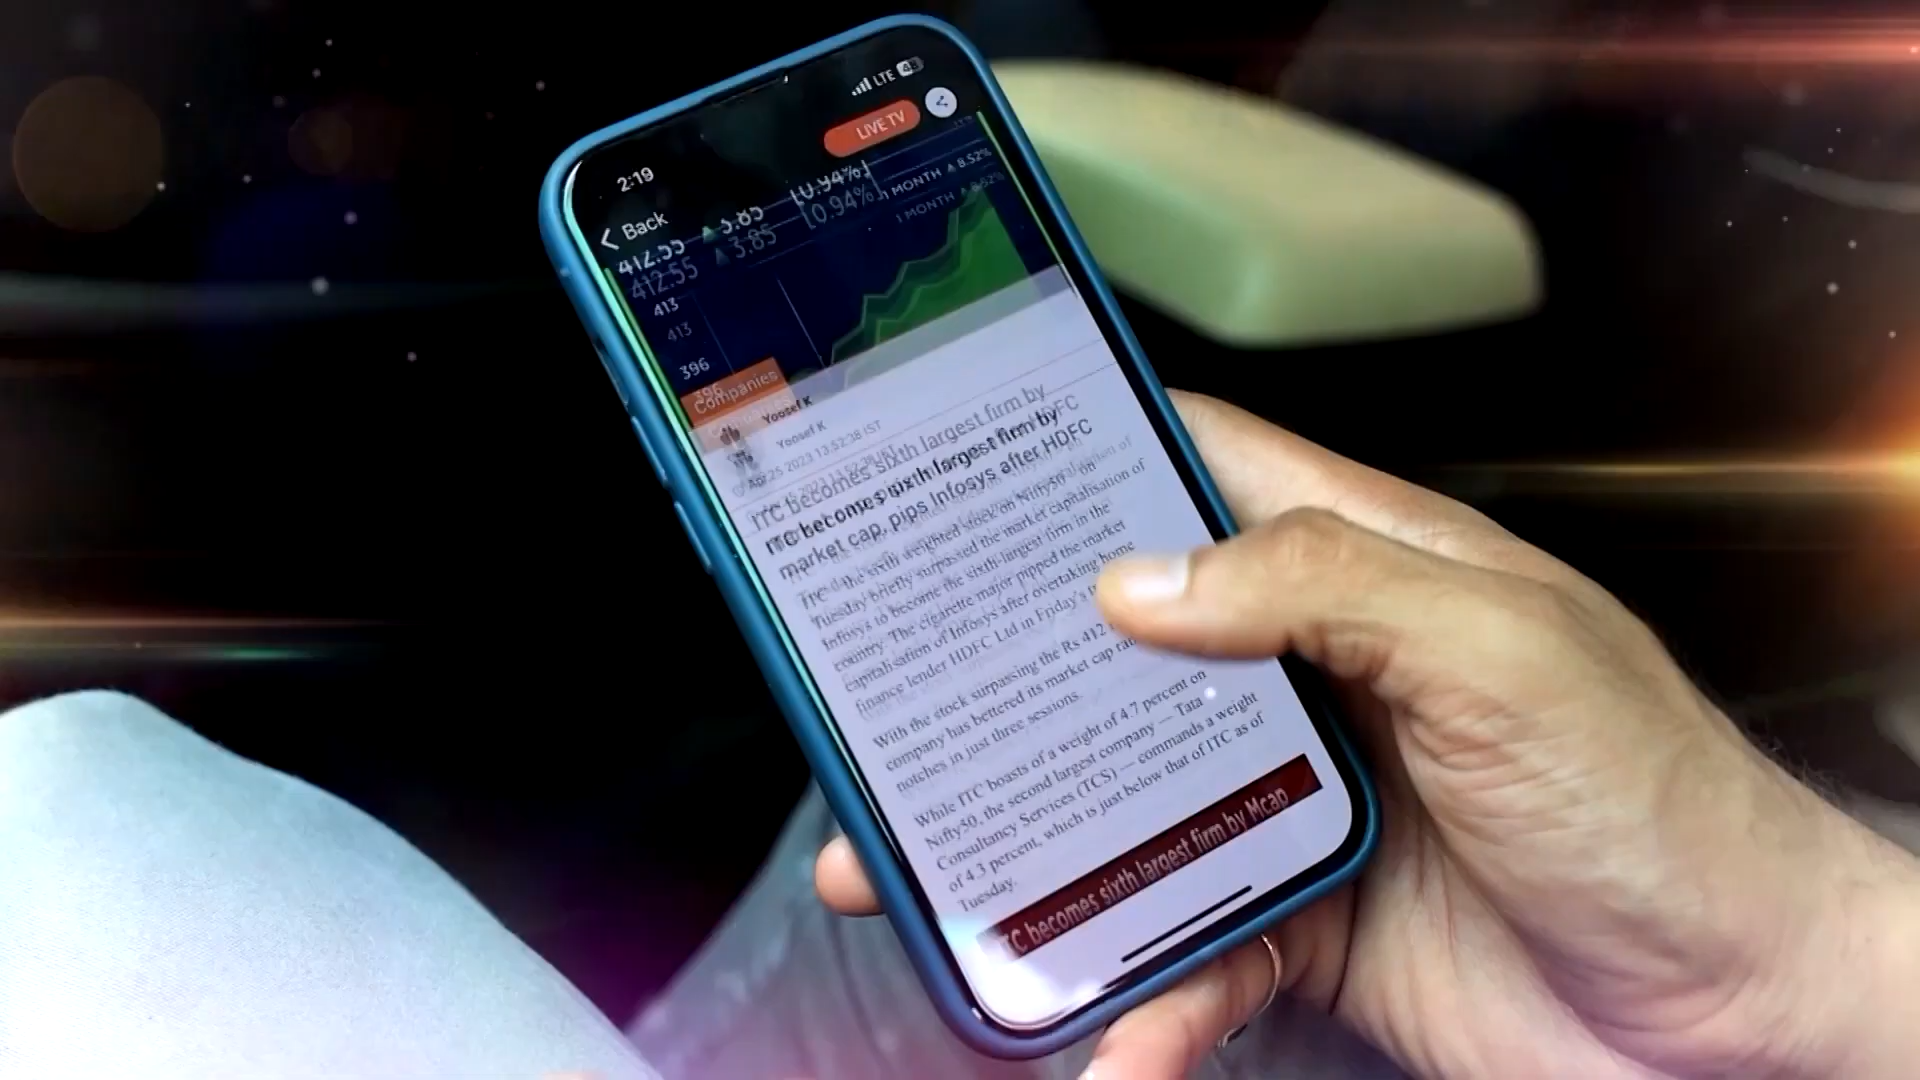 2:19
LTE 48
LIVE TV
Back
412.55 ▲ 3.85 [0.94%]
1 MONTH ▲ 8.52%
413
396
Companies
Yoosef K
Apr 25 2023 13:52:38 IST
ITC becomes sixth largest firm by
market cap, pips Infosys after HDFC
ITC — the sixth weighted stock on Nifty50 — on
Tuesday briefly surpassed the market capitalisation of
Infosys to become the sixth-largest firm in the
country. The cigarette major pipped the market
capitalisation of Infosys after overtaking home
finance lender HDFC Ltd in Friday's
With the stock surpassing the Rs 412
company has bettered its market cap
notches in just three sessions.
While ITC boasts of a weight of 4.7 percent on
Nifty50, the second largest company — Tata
Consultancy Services (TCS) — commands a weight
of 4.3 percent, which is just below that of ITC as of
Tuesday.
ITC becomes sixth largest firm by Mcap